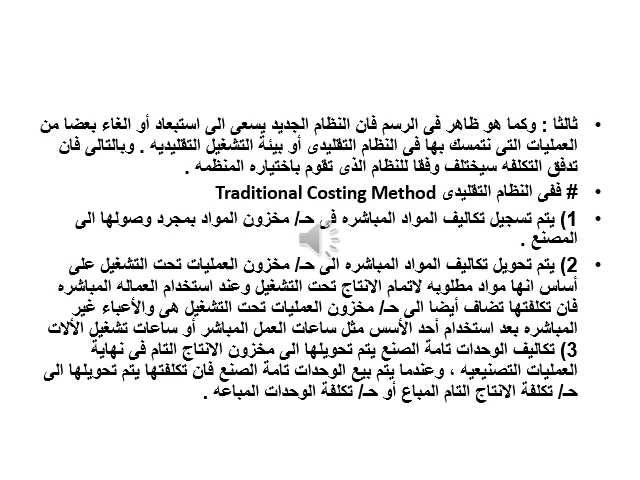 • ثالثا : وكما هو ظاهر فى الرسم فان النظام الجديد يسعى الى استبعاد أو الغاء بعضا من
العمليات التى نتمسك بها فى النظام التقليدى أو بيئة التشغيل التقليديه . وبالتالى فان
تدفق التكلفه سيختلف وفقا للنظام الذى تقوم باختياره المنظمه .
• # ففى النظام التقليدى Traditional Costing Method
• 1) يتم تسجيل تكاليف المواد المباشره فى حـ/ مخزون المواد بمجرد وصولها الى
المصنع .
• 2) يتم تحويل تكاليف المواد المباشره الى حـ/ مخزون العمليات تحت التشغيل على
أساس انها مواد مطلوبه لاتمام الانتاج تحت التشغيل وعند استخدام العماله المباشره
فان تكلفتها تضاف أيضا الى حـ/ مخزون العمليات تحت التشغيل هى والأعباء غير
المباشره بعد استخدام أحد الأسس مثل ساعات العمل المباشر أو ساعات تشغيل الألات
3) تكاليف الوحدات تامة الصنع يتم تحويلها الى مخزون الانتاج التام فى نهاية
العمليات التصنيعيه ، وعندما يتم بيع الوحدات تامة الصنع فان تكلفتها يتم تحويلها الى
حـ/ تكلفة الانتاج التام المباع أو حـ/ تكلفة الوحدات المباعه .